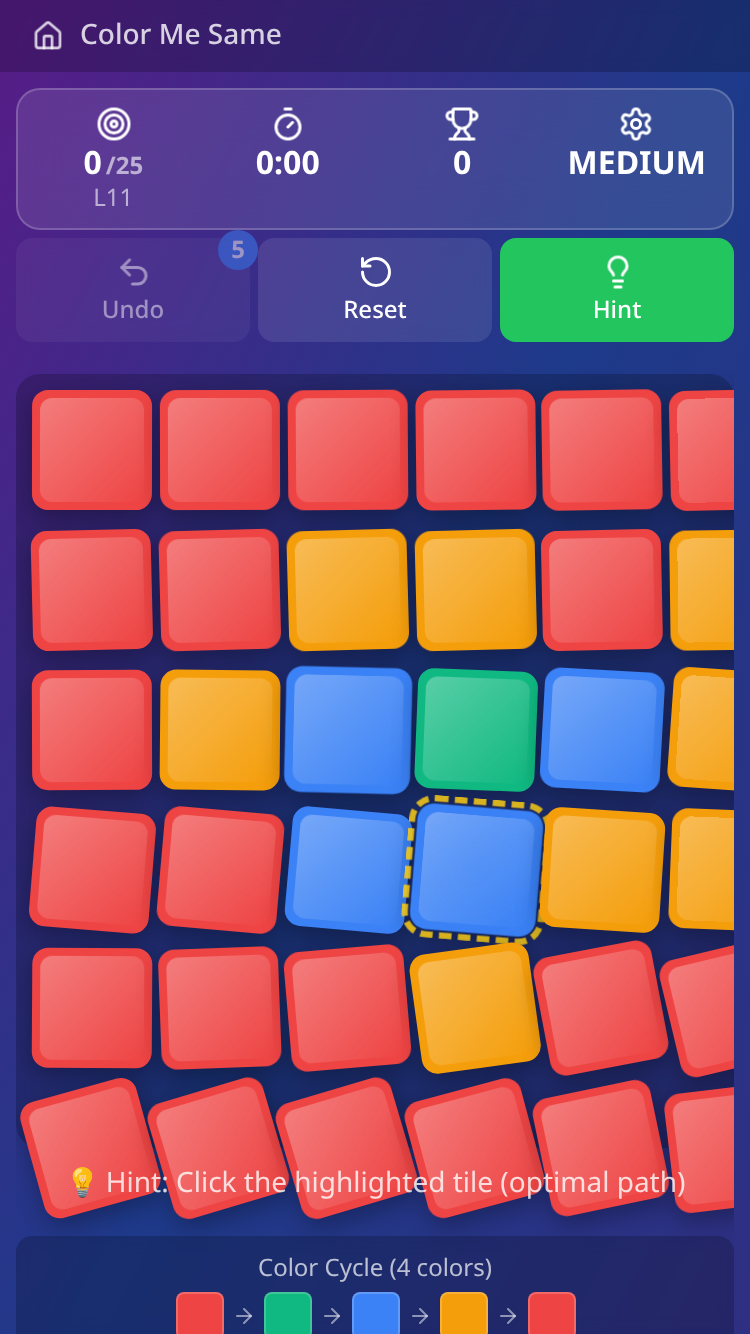 Color Me Same
0/25 0:00 0 MEDIUM
L11
5
Undo Reset Hint
💡 Hint: Click the highlighted tile (optimal path)
Color Cycle (4 colors)
→ → → →